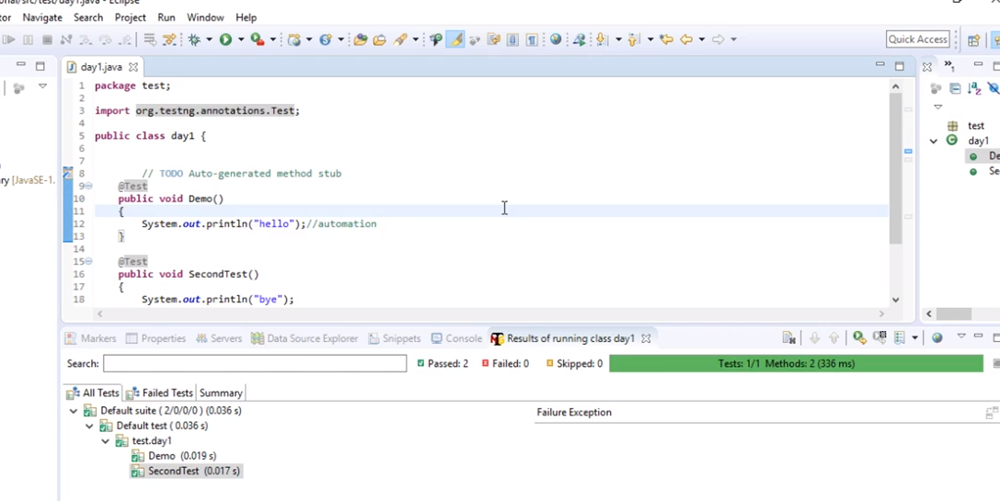 onal/src/test/day1.java - Eclipse
tor Navigate Search Project Run Window Help
Quick Access
day1.java
1 package test;
2
3 import org.testng.annotations.Test;
4
5 public class day1 {
6
7
8 // TODO Auto-generated method stub
9 @Test
10 public void Demo()
11 {
12 System.out.println("hello");//automation
13 }
14
15 @Test
16 public void SecondTest()
17 {
18 System.out.println("bye");
ary [JavaSE-1.
test
day1
De
Se
Markers Properties Servers Data Source Explorer Snippets Console Results of running class day1
Search: Passed: 2 Failed: 0 Skipped: 0 Tests: 1/1 Methods: 2 (336 ms)
All Tests Failed Tests Summary
Default suite ( 2/0/0/0 ) (0.036 s)
Default test ( 0.036 s)
test.day1
Demo (0.019 s)
SecondTest (0.017 s)
Failure Exception